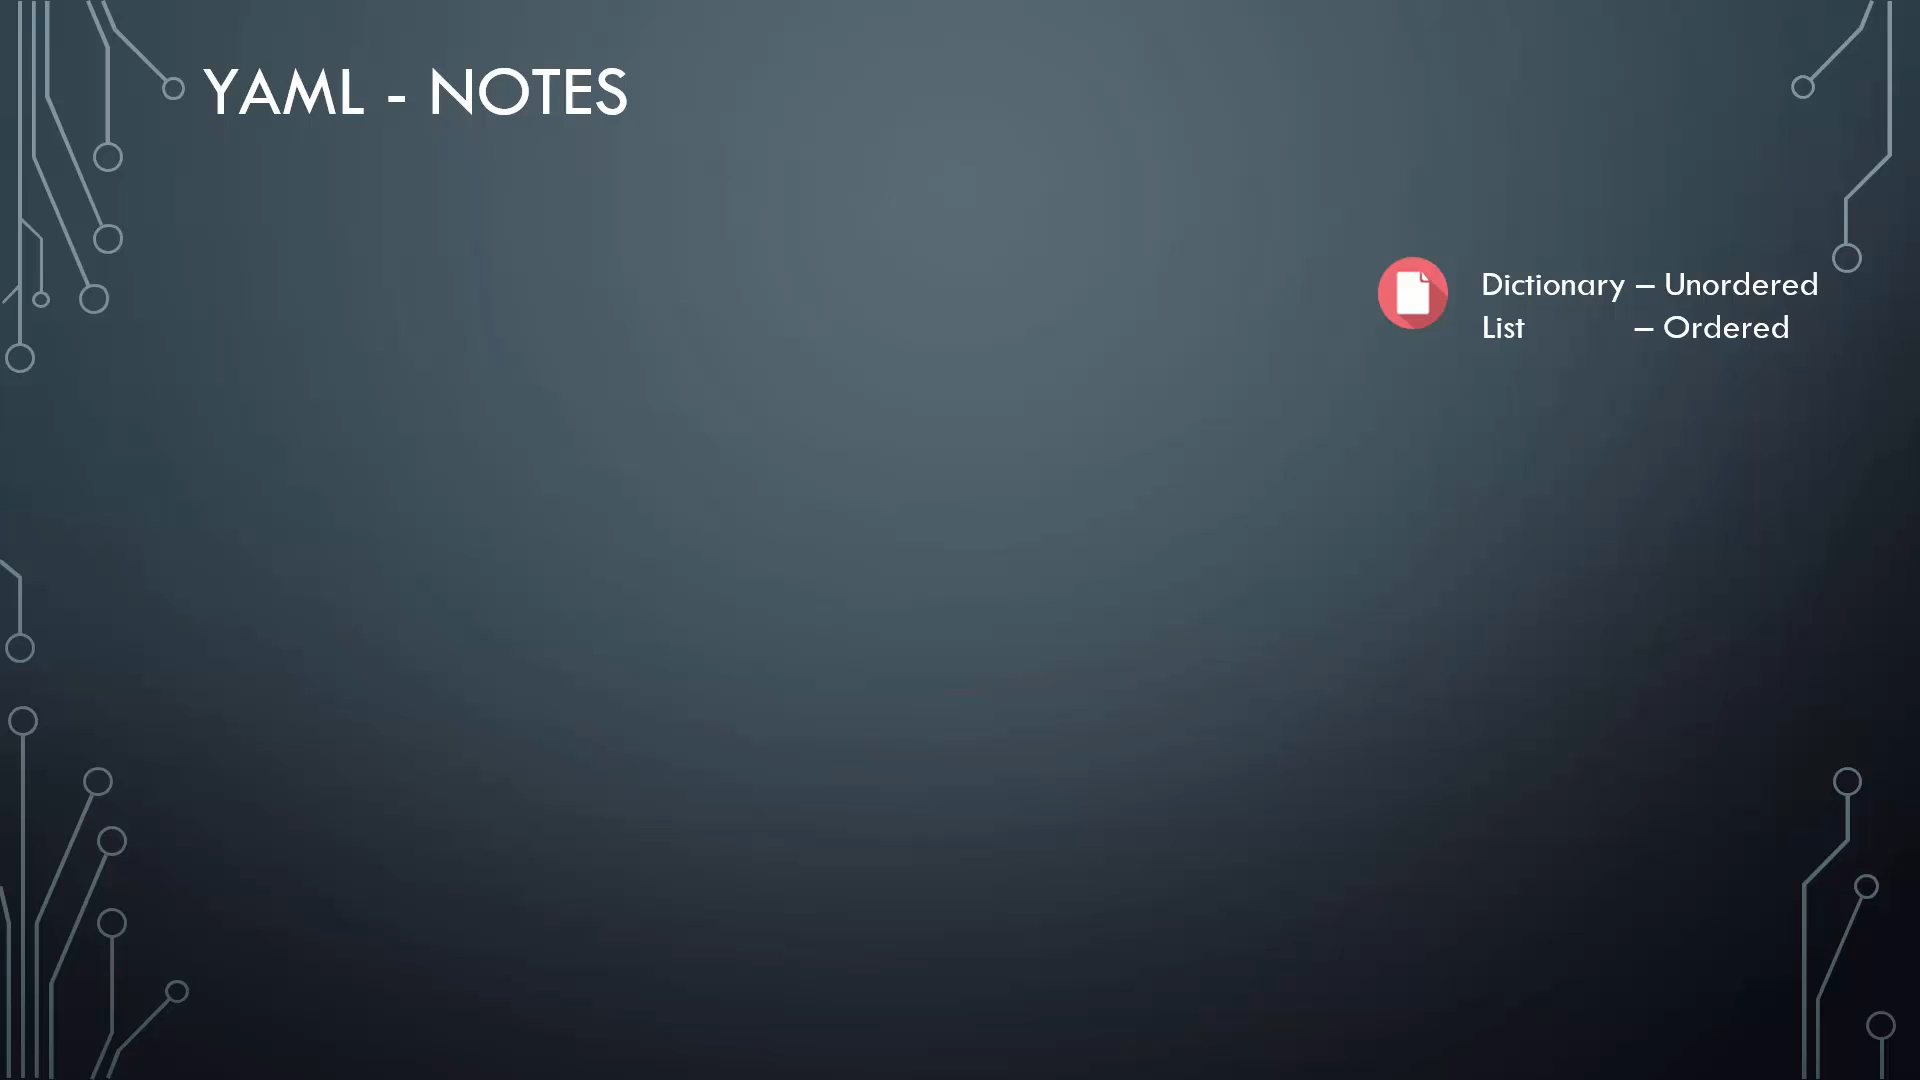 YAML - NOTES
Dictionary – Unordered
List – Ordered